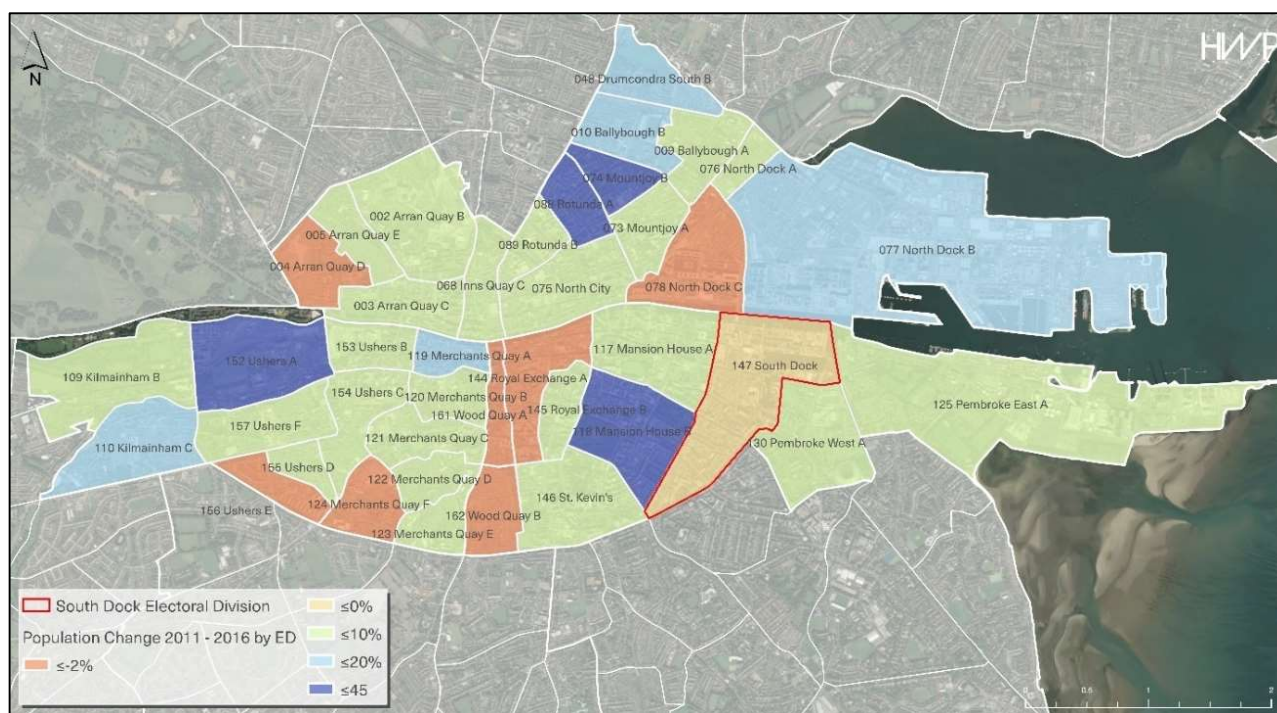 HWP
N
048 Drumcondra South B
010 Ballybough B
009 Ballybough A
076 North Dock A
074 Mountjoy B
088 Rotunda A
002 Arran Quay B
073 Mountjoy A
005 Arran Quay E
089 Rotunda B
077 North Dock B
004 Arran Quay D
068 Inns Quay C
075 North City
078 North Dock C
003 Arran Quay C
153 Ushers B
117 Mansion House A
152 Ushers A
119 Merchants Quay A
147 South Dock
109 Kilmainham B
144 Royal Exchange A
154 Ushers C
120 Merchants Quay B
125 Pembroke East A
145 Royal Exchange B
161 Wood Quay A
157 Ushers F
118 Mansion House B
121 Merchants Quay C
130 Pembroke West A
110 Kilmainham C
155 Ushers D
122 Merchants Quay D
146 St. Kevin's
124 Merchants Quay F
156 Ushers E
162 Wood Quay B
123 Merchants Quay E
South Dock Electoral Division
Population Change 2011 - 2016 by ED
≤-2%
≤0%
≤10%
≤20%
≤45
0 0.5 1 2